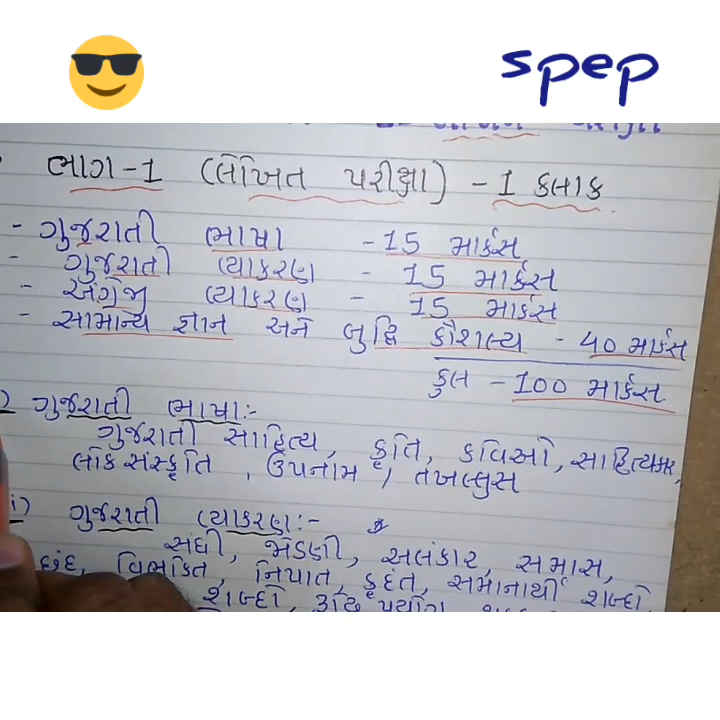 spep
ભાગ-1 (લેખિત પરીક્ષા) - 1 કલાક
- ગુજરાતી ભાષા - 15 માર્કસ
- ગુજરાતી વ્યાકરણ - 15 માર્કસ
- અંગ્રેજી વ્યાકરણ - 15 માર્કસ
- સામાન્ય જ્ઞાન અને બુદ્ધિ કૌશલ્ય - 40 માર્કસ
કુલ - 100 માર્કસ
ગુજરાતી ભાષા:-
ગુજરાતી સાહિત્ય, કૃતિ, કવિઓ, સાહિત્યકાર,
લોક સંસ્કૃતિ, ઉપનામ, તખલ્લુસ
i) ગુજરાતી વ્યાકરણ:-
સંધી, જોડણી, અલંકાર, સમાસ,
છંદ, વિભકિત, નિપાત, કૃદંત, સમાનાર્થી શબ્દો,
શબ્દો, રૂઢિ પ્રયોગ,